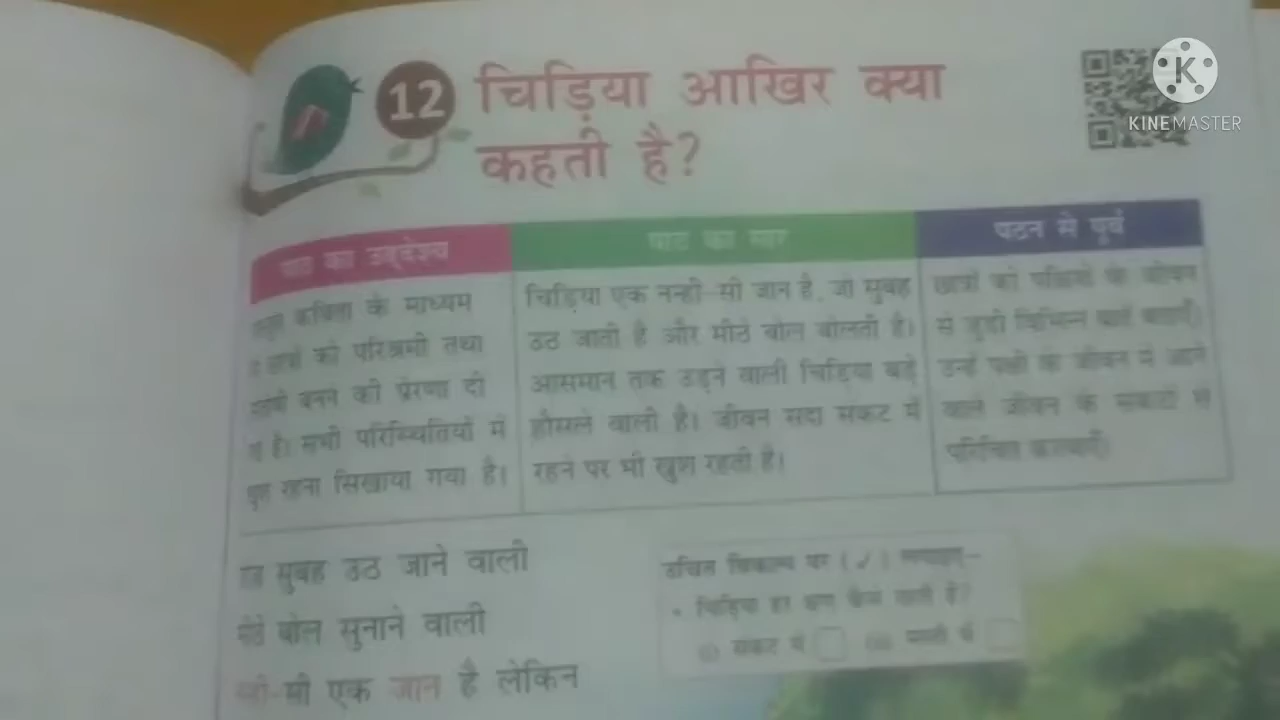 12 चिड़िया आखिर क्या
कहती है?
K
KINEMASTER
पाठ का उद्देश्य
कविता के माध्यम
को परिश्रमी तथा
बनने की प्रेरणा दी
है। सभी परिस्थितियों में
रहना सिखाया गया है।
पाठ का सार
चिड़िया एक नन्ही-सी जान है, जो सुबह
उठ जाती है और मीठे बोल बोलती है।
आसमान तक उड़ने वाली चिड़िया बड़े
हौसले वाली है। जीवन सदा संकट में
रहने पर भी खुश रहती है।
पठन से पूर्व
छात्रों को पक्षियों के जीवन
से जुड़ी विभिन्न बातें बताएँ।
उन्हें पक्षी के जीवन में आने
वाले जीवन के संकटों से
परिचित करवाएँ।
सुबह उठ जाने वाली
बोल सुनाने वाली
सी एक जान है लेकिन
उचित विकल्प पर (✓) लगाइए–
• चिड़िया हर क्षण कैसे रहती है?
संकट में